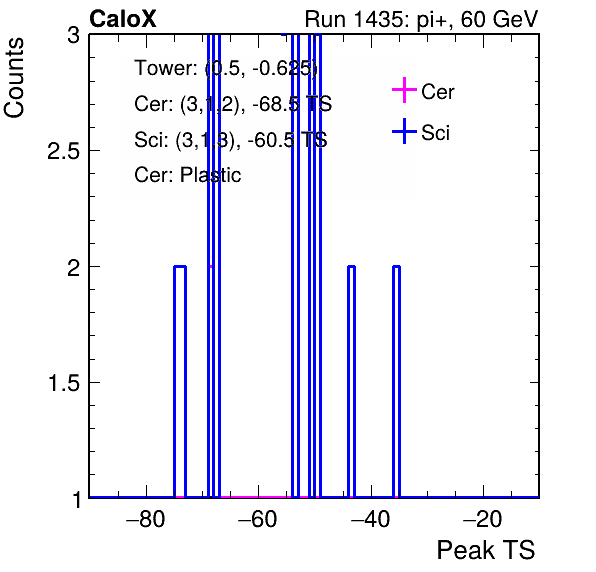 CaloX Run 1435: pi+, 60 GeV
Counts
3
2.5
2
1.5
1
Tower: (0.5, -0.625)
Cer: (3,1,2), -68.5 TS
Sci: (3,1,3), -60.5 TS
Cer: Plastic
Cer
Sci
−80 −60 −40 −20
Peak TS